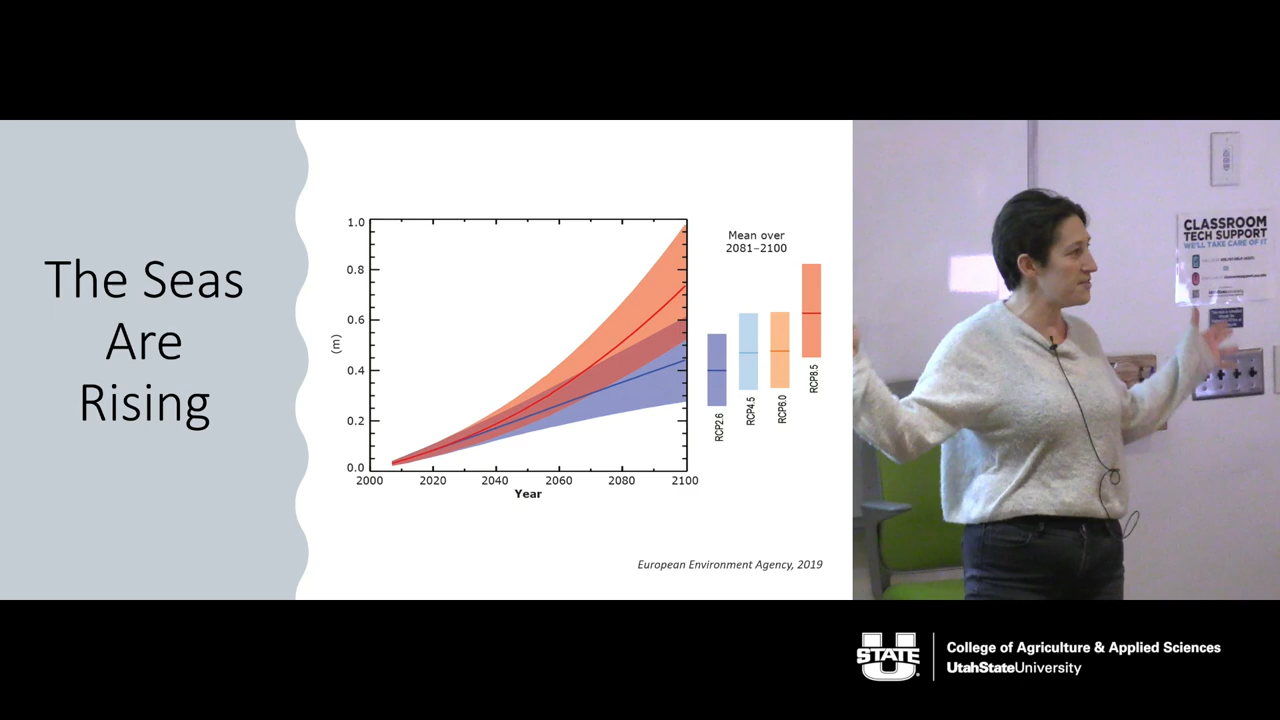 The Seas
Are
Rising
1.0
0.8
0.6
0.4
0.2
0.0
(m)
2000 2020 2040 2060 2080 2100
Year
Mean over
2081–2100
RCP2.6
RCP4.5
RCP6.0
RCP8.5
European Environment Agency, 2019
CLASSROOM
TECH SUPPORT
WE'LL TAKE CARE OF IT
U
STATE
College of Agriculture & Applied Sciences
UtahStateUniversity